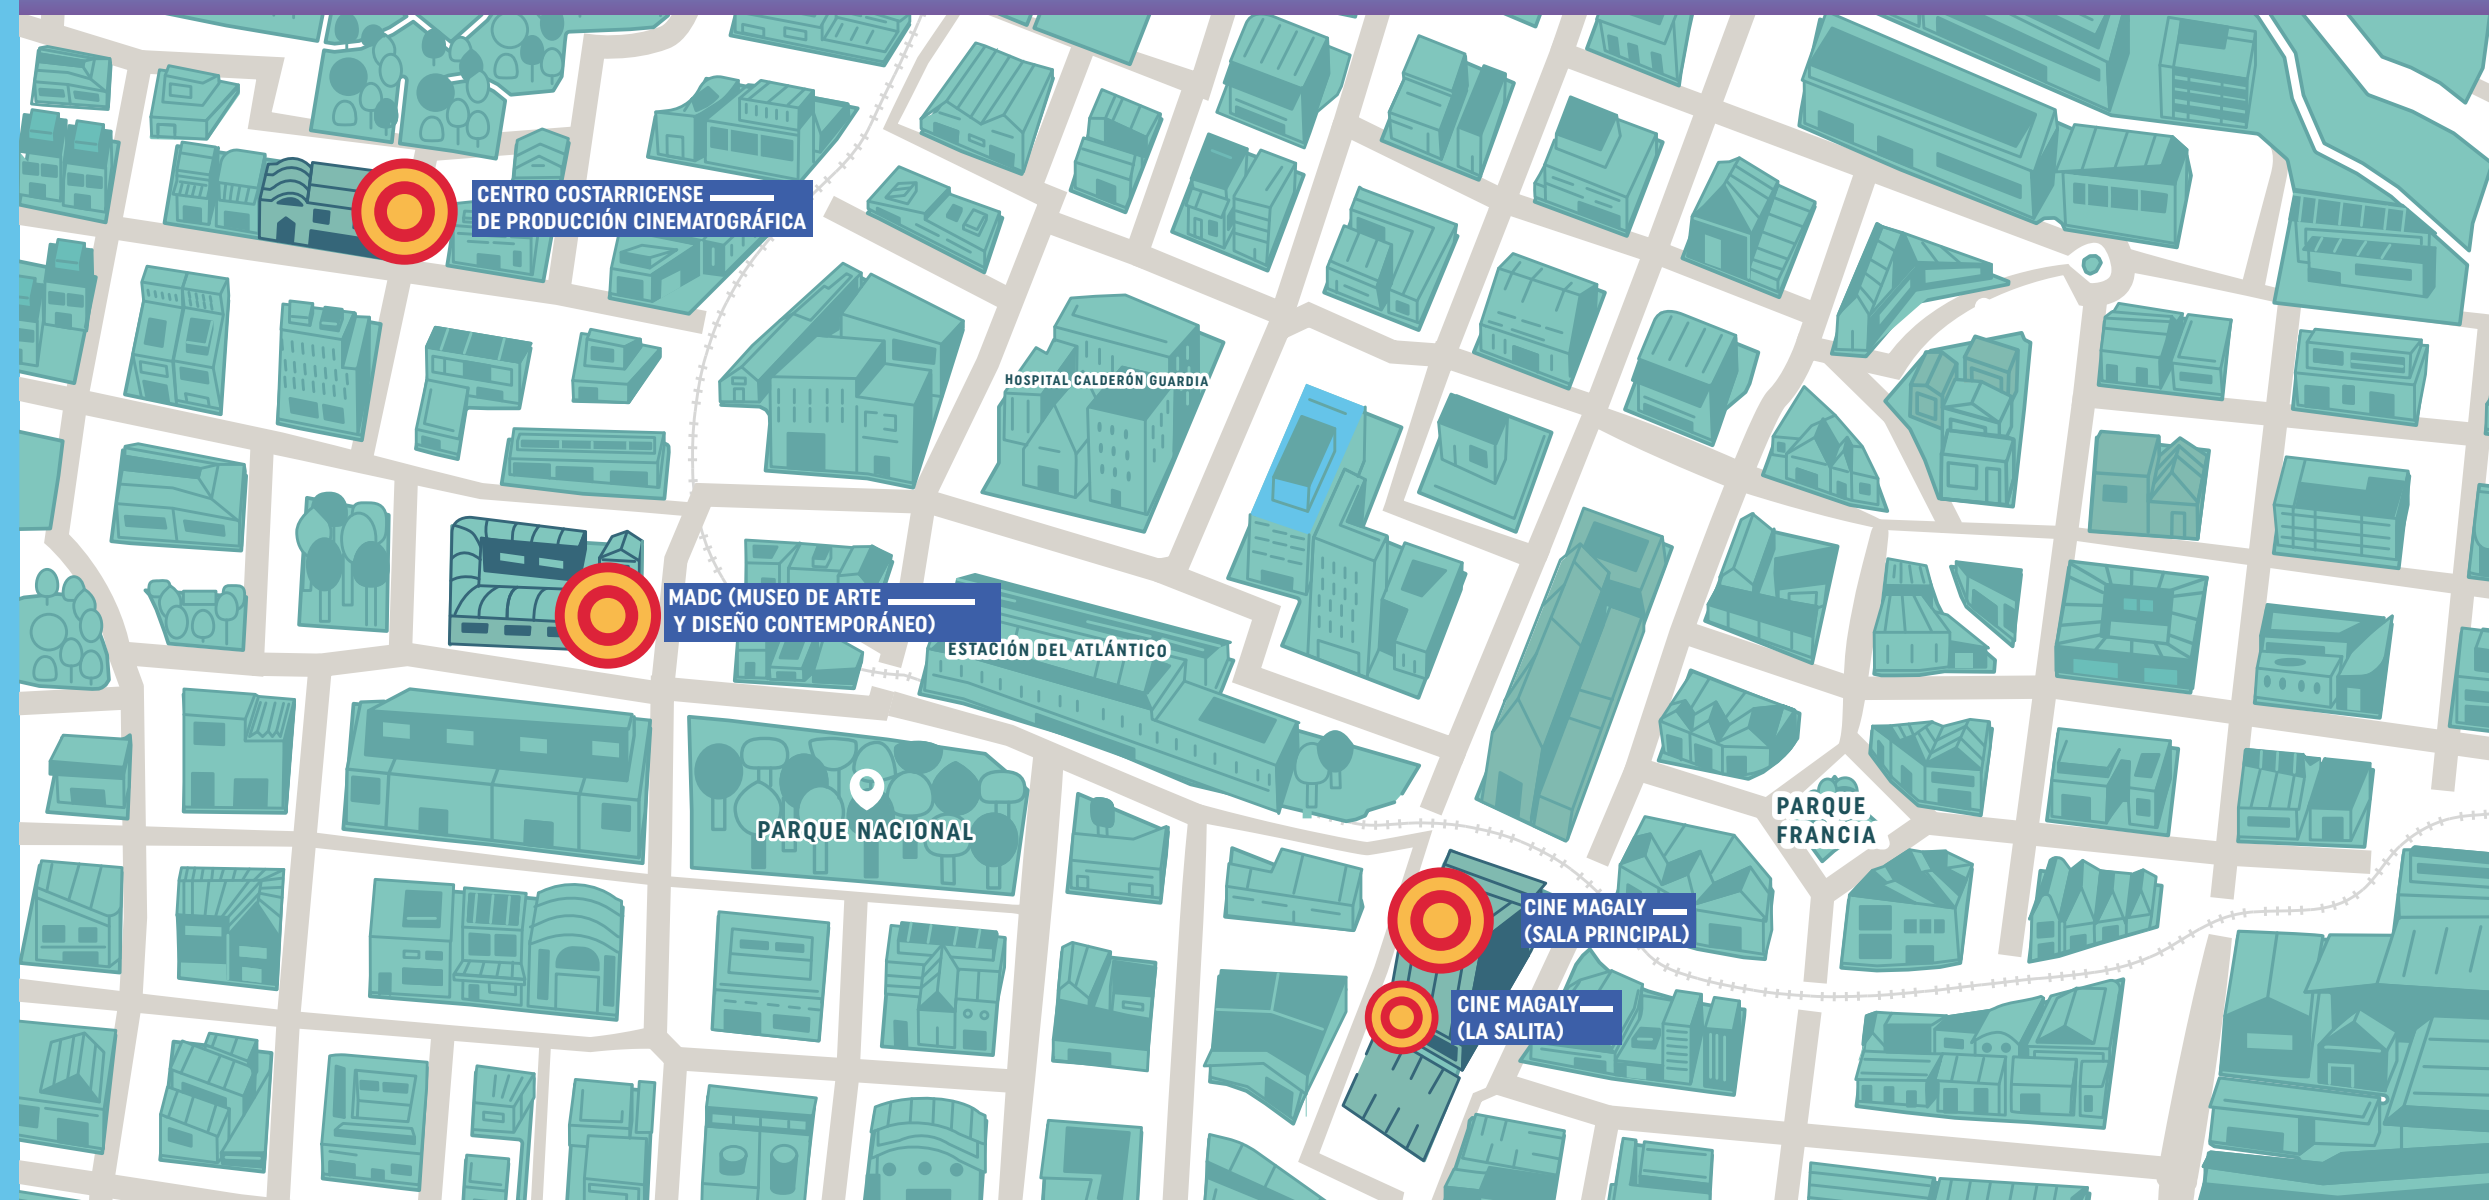 CENTRO COSTARRICENSE
DE PRODUCCIÓN CINEMATOGRÁFICA
HOSPITAL CALDERÓN GUARDIA
MADC (MUSEO DE ARTE
Y DISEÑO CONTEMPORÁNEO)
ESTACIÓN DEL ATLÁNTICO
PARQUE NACIONAL
PARQUE
FRANCIA
CINE MAGALY
(SALA PRINCIPAL)
CINE MAGALY
(LA SALITA)